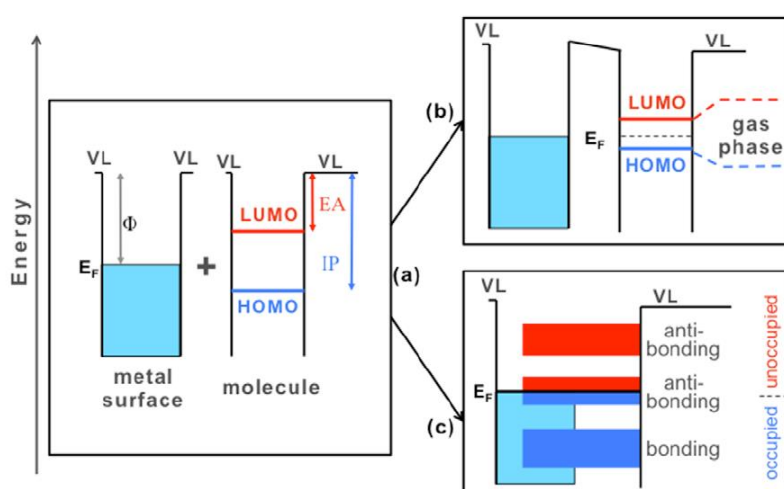 Energy
VL
VL
VL
VL
Φ
E_F
+
LUMO
EA
IP
HOMO
metal
surface
molecule
(a)
(b)
VL
VL
E_F
LUMO
HOMO
gas
phase
(c)
VL
VL
E_F
anti-
bonding
anti-
bonding
bonding
occupied
unoccupied